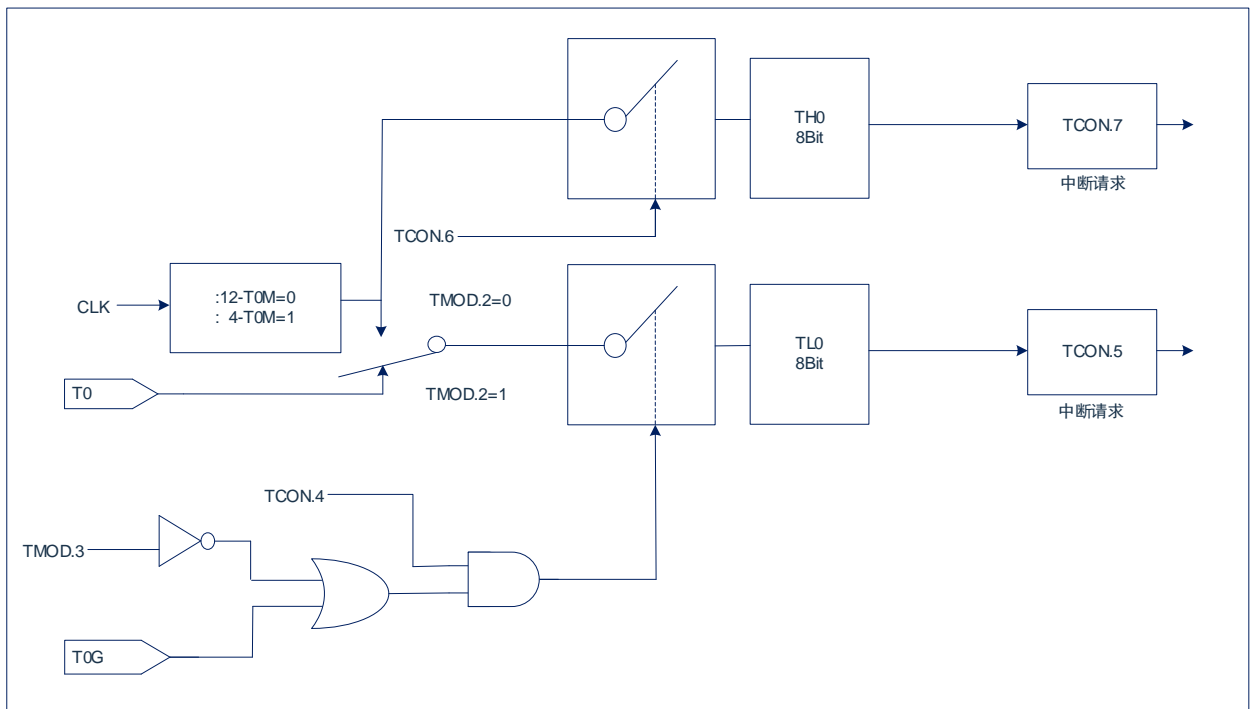 TH0
8Bit
TCON.7
中断请求
TCON.6
CLK
:12-T0M=0
: 4-T0M=1
TMOD.2=0
TL0
8Bit
TCON.5
中断请求
T0
TMOD.2=1
TCON.4
TMOD.3
T0G